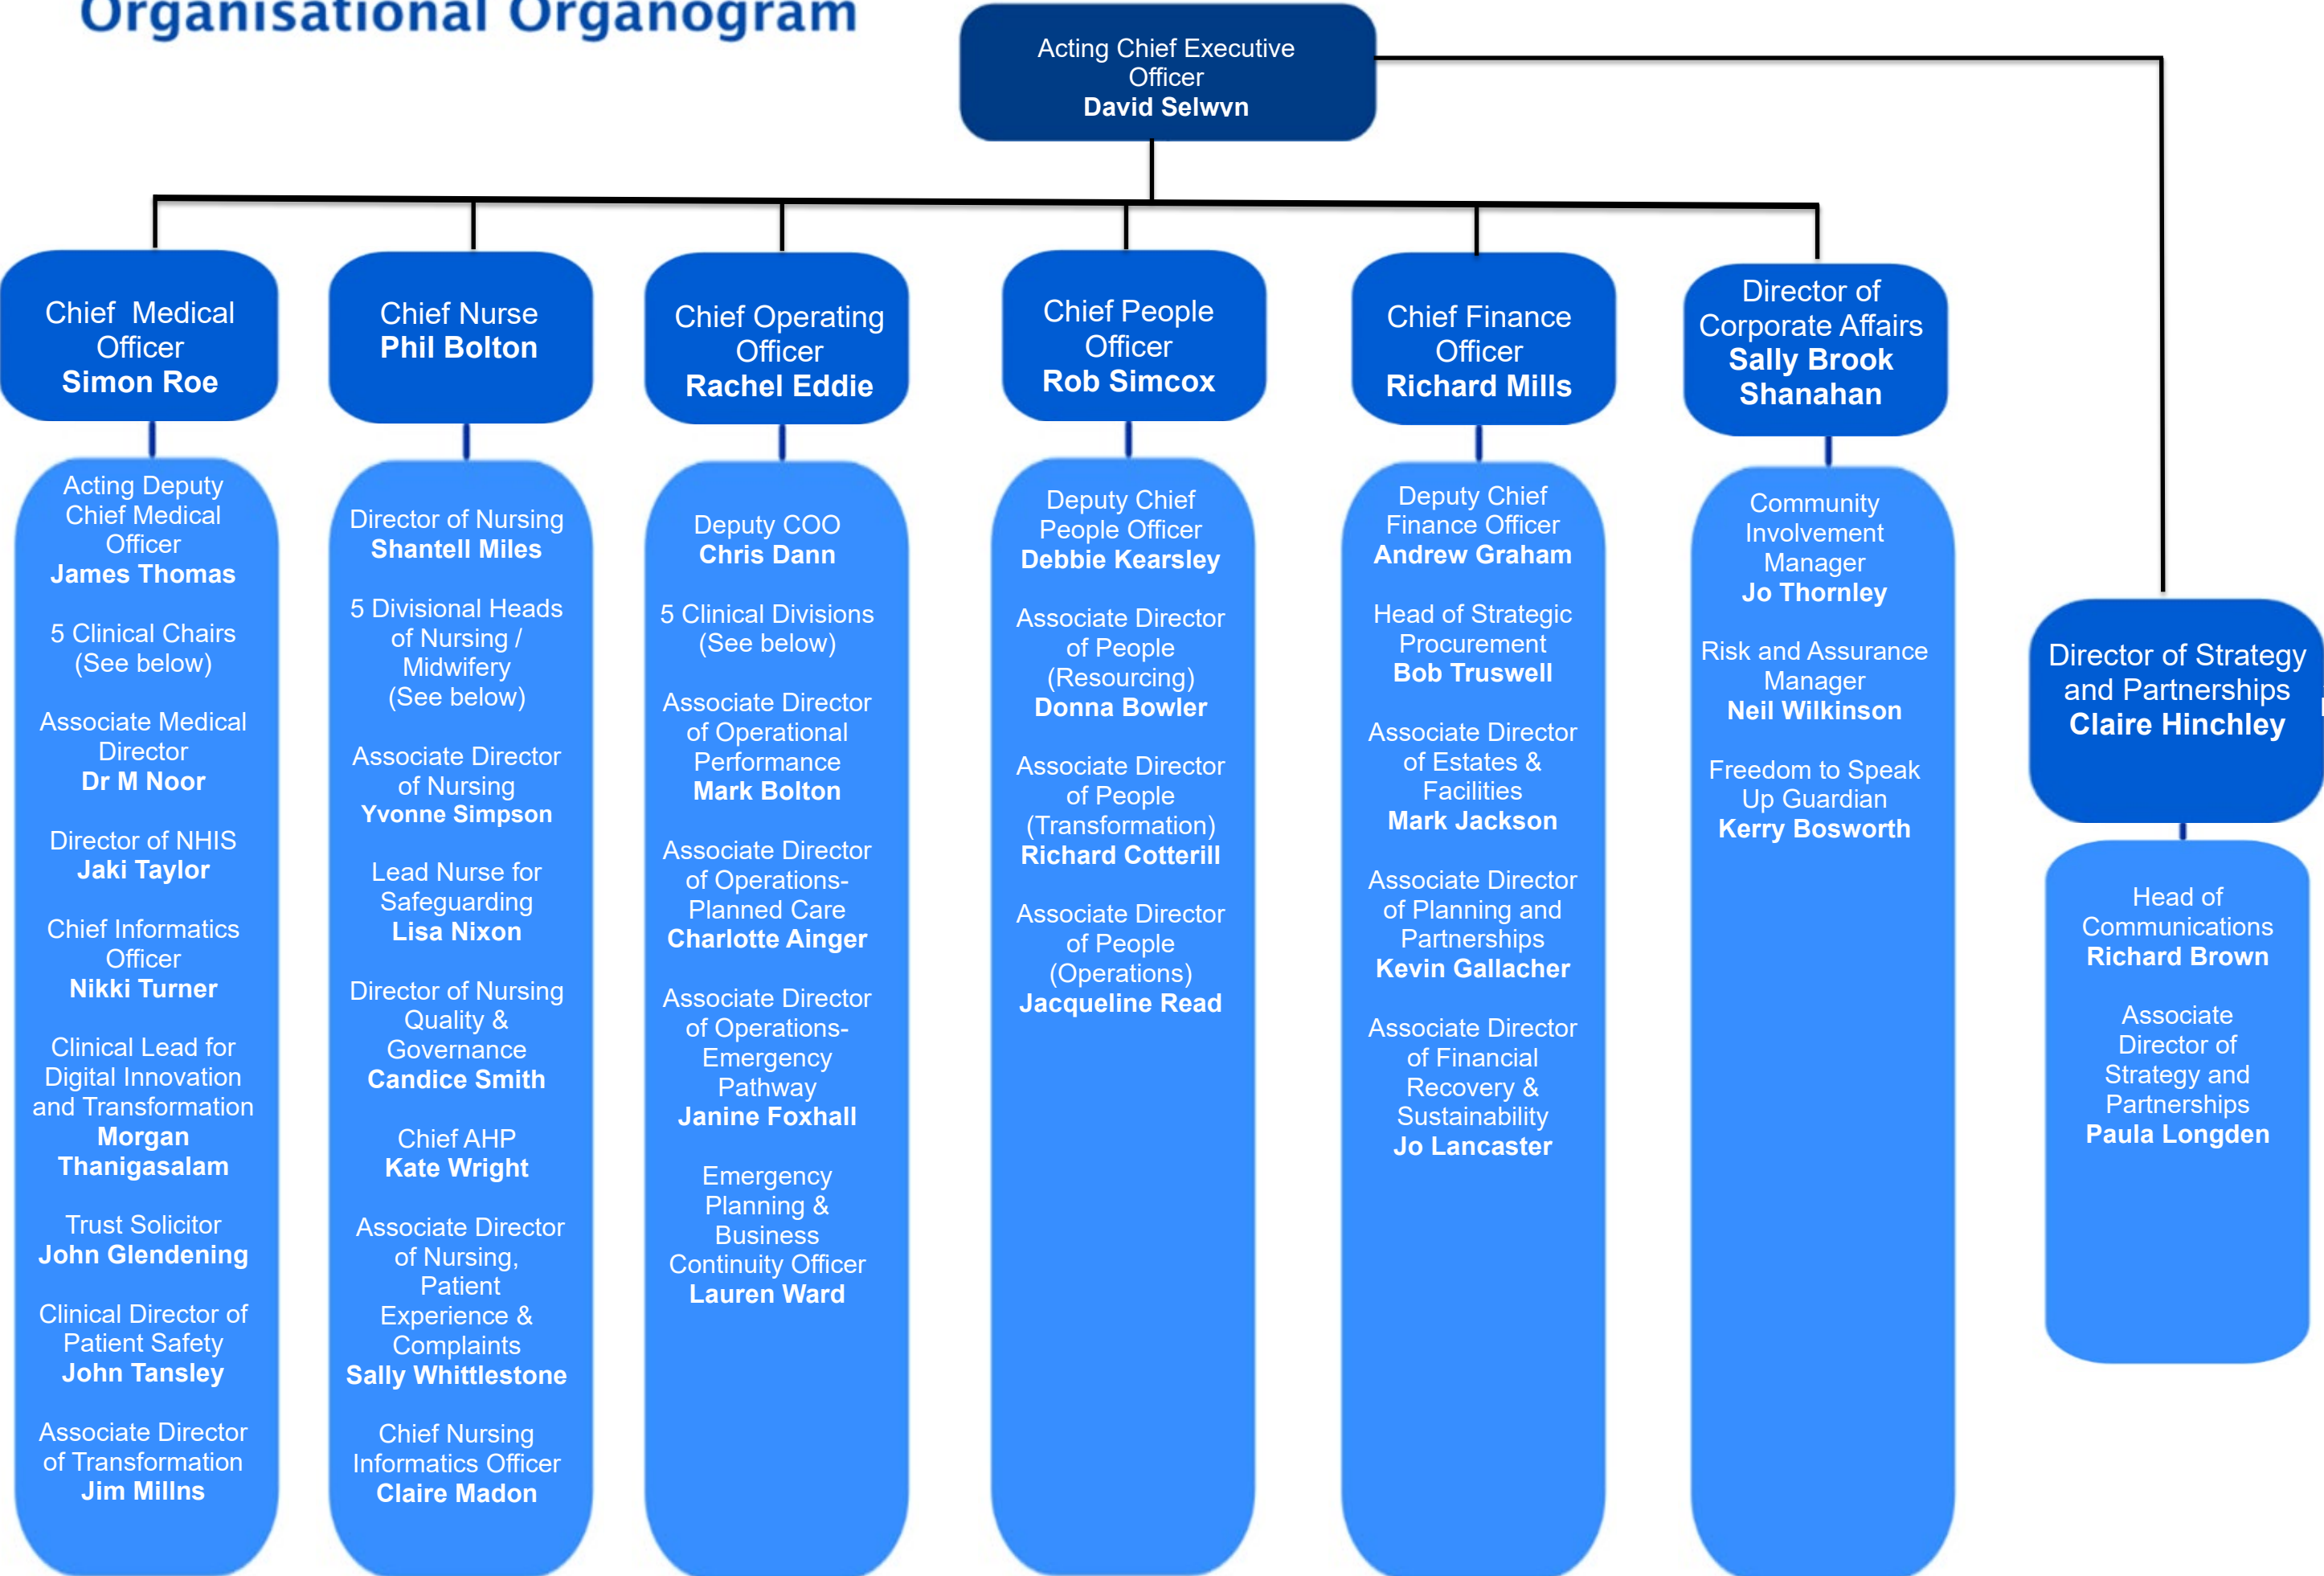 Organisational Organogram
Acting Chief Executive
Officer
David Selwyn
Chief Medical
Officer
Simon Roe
Chief Nurse
Phil Bolton
Chief Operating
Officer
Rachel Eddie
Chief People
Officer
Rob Simcox
Chief Finance
Officer
Richard Mills
Director of
Corporate Affairs
Sally Brook
Shanahan
Director of Strategy
and Partnerships
Claire Hinchley
Acting Deputy
Chief Medical
Officer
James Thomas
5 Clinical Chairs
(See below)
Associate Medical
Director
Dr M Noor
Director of NHIS
Jaki Taylor
Chief Informatics
Officer
Nikki Turner
Clinical Lead for
Digital Innovation
and Transformation
Morgan
Thanigasalam
Trust Solicitor
John Glendening
Clinical Director of
Patient Safety
John Tansley
Associate Director
of Transformation
Jim Millns
Director of Nursing
Shantell Miles
5 Divisional Heads
of Nursing /
Midwifery
(See below)
Associate Director
of Nursing
Yvonne Simpson
Lead Nurse for
Safeguarding
Lisa Nixon
Director of Nursing
Quality &
Governance
Candice Smith
Chief AHP
Kate Wright
Associate Director
of Nursing,
Patient
Experience &
Complaints
Sally Whittlestone
Chief Nursing
Informatics Officer
Claire Madon
Deputy COO
Chris Dann
5 Clinical Divisions
(See below)
Associate Director
of Operational
Performance
Mark Bolton
Associate Director
of Operations-
Planned Care
Charlotte Ainger
Associate Director
of Operations-
Emergency
Pathway
Janine Foxhall
Emergency
Planning &
Business
Continuity Officer
Lauren Ward
Deputy Chief
People Officer
Debbie Kearsley
Associate Director
of People
(Resourcing)
Donna Bowler
Associate Director
of People
(Transformation)
Richard Cotterill
Associate Director
of People
(Operations)
Jacqueline Read
Deputy Chief
Finance Officer
Andrew Graham
Head of Strategic
Procurement
Bob Truswell
Associate Director
of Estates &
Facilities
Mark Jackson
Associate Director
of Planning and
Partnerships
Kevin Gallacher
Associate Director
of Financial
Recovery &
Sustainability
Jo Lancaster
Community
Involvement
Manager
Jo Thornley
Risk and Assurance
Manager
Neil Wilkinson
Freedom to Speak
Up Guardian
Kerry Bosworth
Head of
Communications
Richard Brown
Associate
Director of
Strategy and
Partnerships
Paula Longden